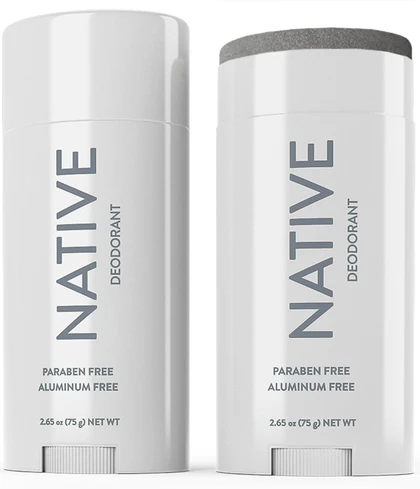 NATIVE
DEODORANT
PARABEN FREE
ALUMINUM FREE
2.65 oz (75 g) NET WT
NATIVE
DEODORANT
PARABEN FREE
ALUMINUM FREE
2.65 oz (75 g) NET WT